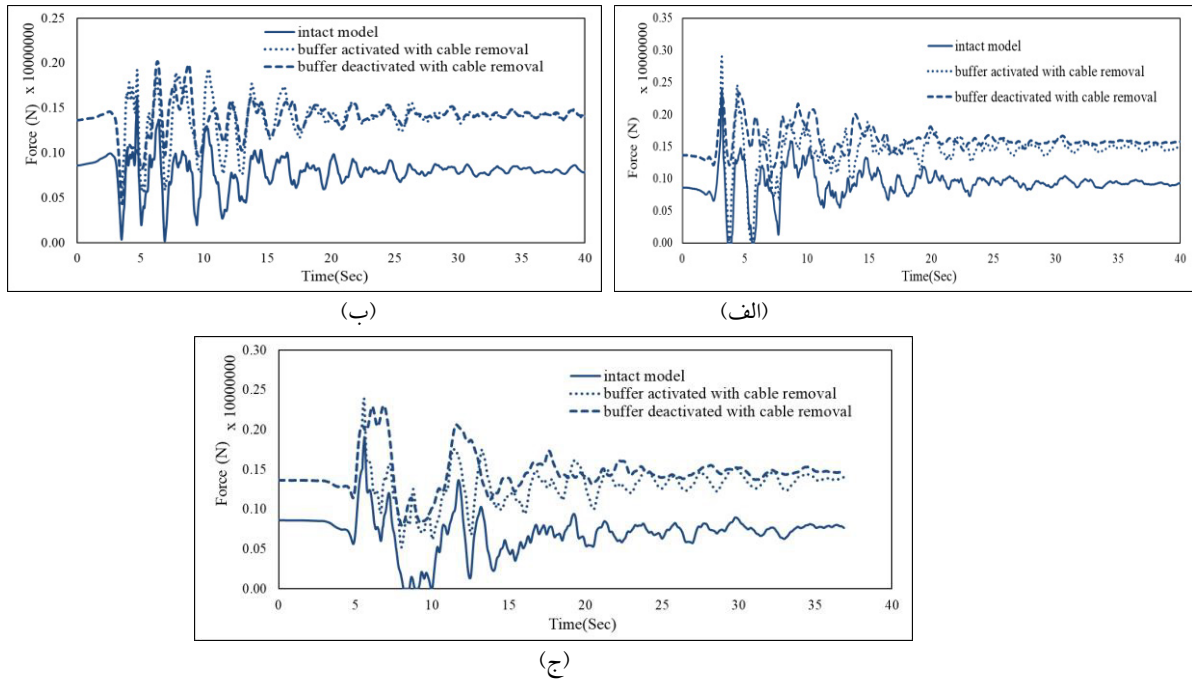 0.25
0.20
0.15
0.10
0.05
0.00
Force (N)
x 10000000
intact model
buffer activated with cable removal
buffer deactivated with cable removal
0 5 10 15 20 25 30 35 40
Time(Sec)
(ب)
0.35
0.30
0.25
0.20
0.15
0.10
0.05
0.00
Force (N)
x 10000000
intact model
buffer activated with cable removal
buffer deactivated with cable removal
0 5 10 15 20 25 30 35 40
Time(Sec)
(الف)
0.30
0.25
0.20
0.15
0.10
0.05
0.00
Force (N)
x 10000000
intact model
buffer activated with cable removal
buffer deactivated with cable removal
0 5 10 15 20 25 30 35 40
Time(Sec)
(ج)